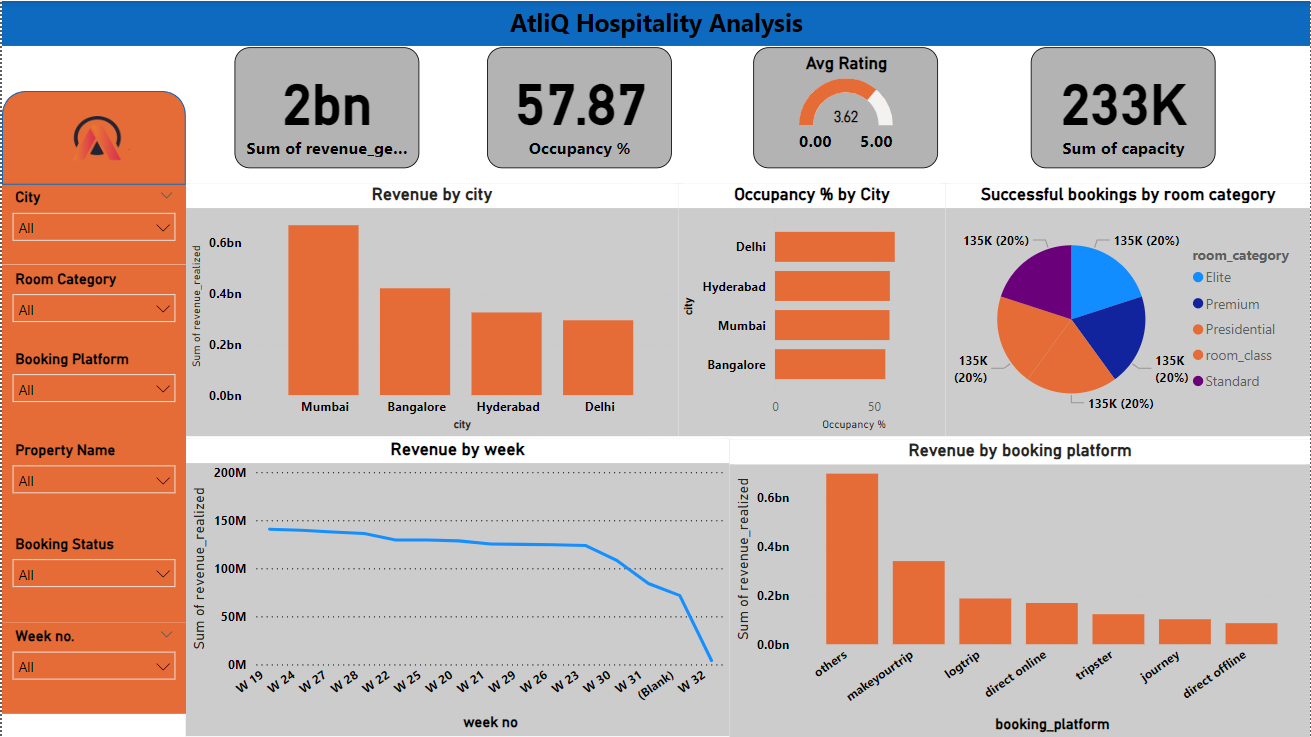 AtliQ Hospitality Analysis
2bn
Sum of revenue_ge...
57.87
Occupancy %
Avg Rating
3.62
0.00 5.00
233K
Sum of capacity
City
All
Room Category
All
Booking Platform
All
Property Name
All
Booking Status
All
Week no.
All
Revenue by city
Sum of revenue_realized
0.6bn
0.4bn
0.2bn
0.0bn
Mumbai Bangalore Hyderabad Delhi
city
Occupancy % by City
city
Delhi
Hyderabad
Mumbai
Bangalore
0 50
Occupancy %
Successful bookings by room category
135K (20%) 135K (20%)
135K
(20%)
135K
(20%)
135K (20%)
room_category
Elite
Premium
Presidential
room_class
Standard
Revenue by week
Sum of revenue_realized
200M
150M
100M
50M
0M
W 19 W 24 W 27 W 28 W 22 W 25 W 20 W 21 W 29 W 26 W 23 W 30 W 31 (Blank) W 32
week no
Revenue by booking platform
Sum of revenue_realized
0.6bn
0.4bn
0.2bn
0.0bn
others makeyourtrip logtrip direct online tripster journey direct offline
booking_platform